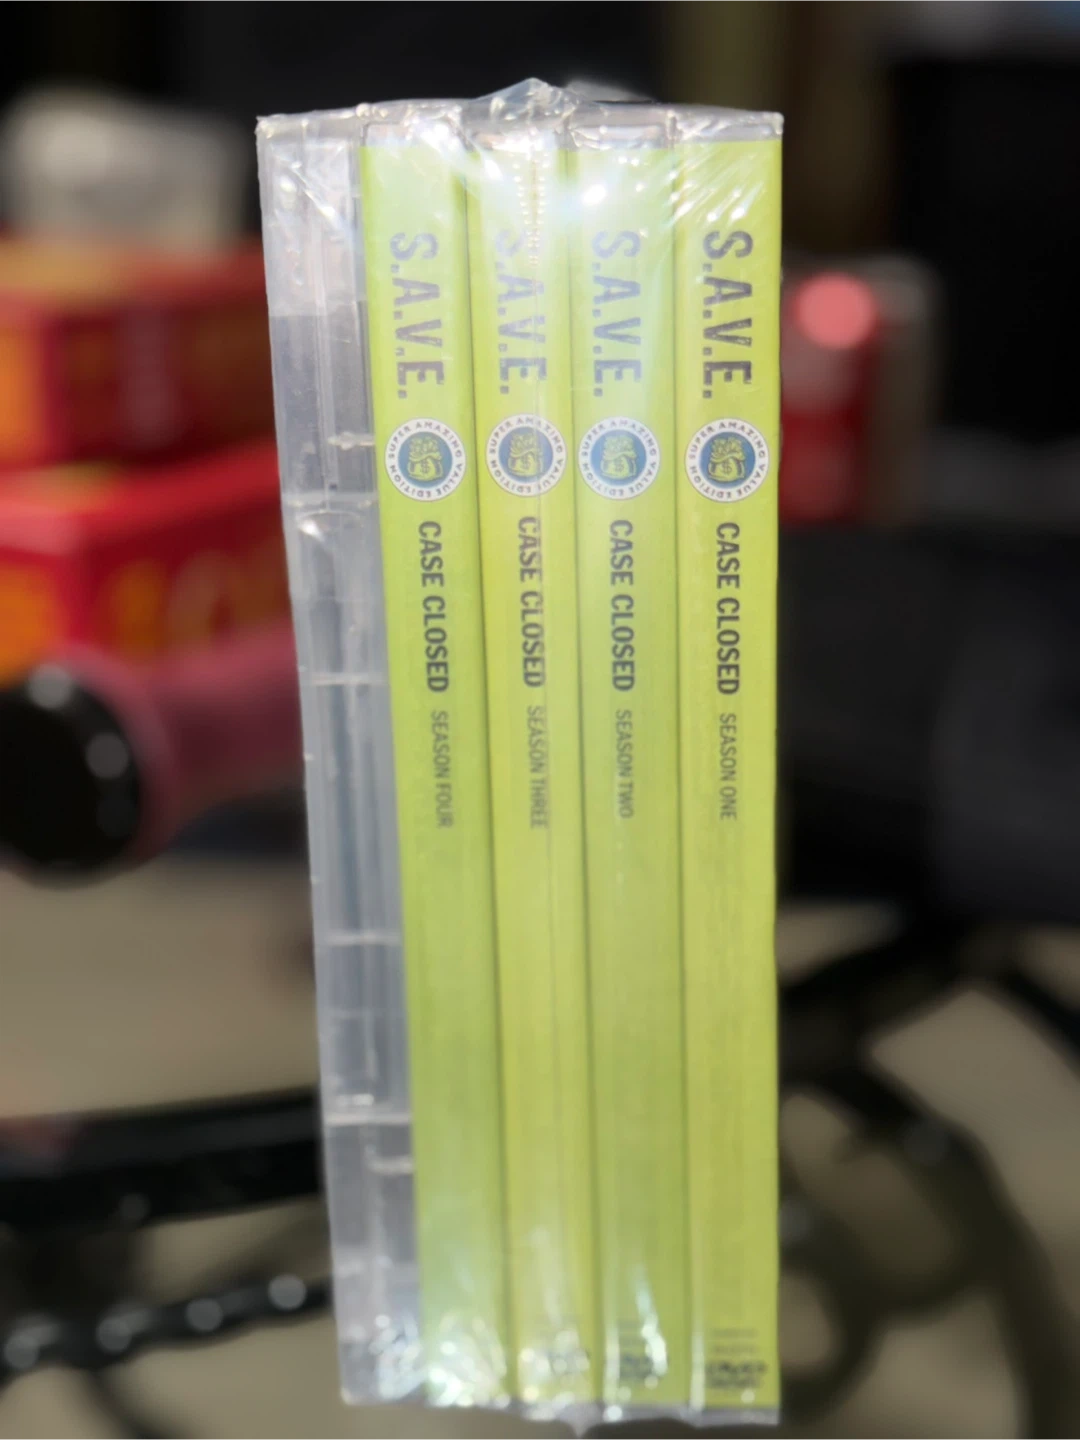 S.A.V.E.
SUPER AMAZING VALUE EDITION
CASE CLOSED SEASON FOUR
S.A.V.E.
SUPER AMAZING VALUE EDITION
CASE CLOSED SEASON THREE
S.A.V.E.
SUPER AMAZING VALUE EDITION
CASE CLOSED SEASON TWO
S.A.V.E.
SUPER AMAZING VALUE EDITION
CASE CLOSED SEASON ONE